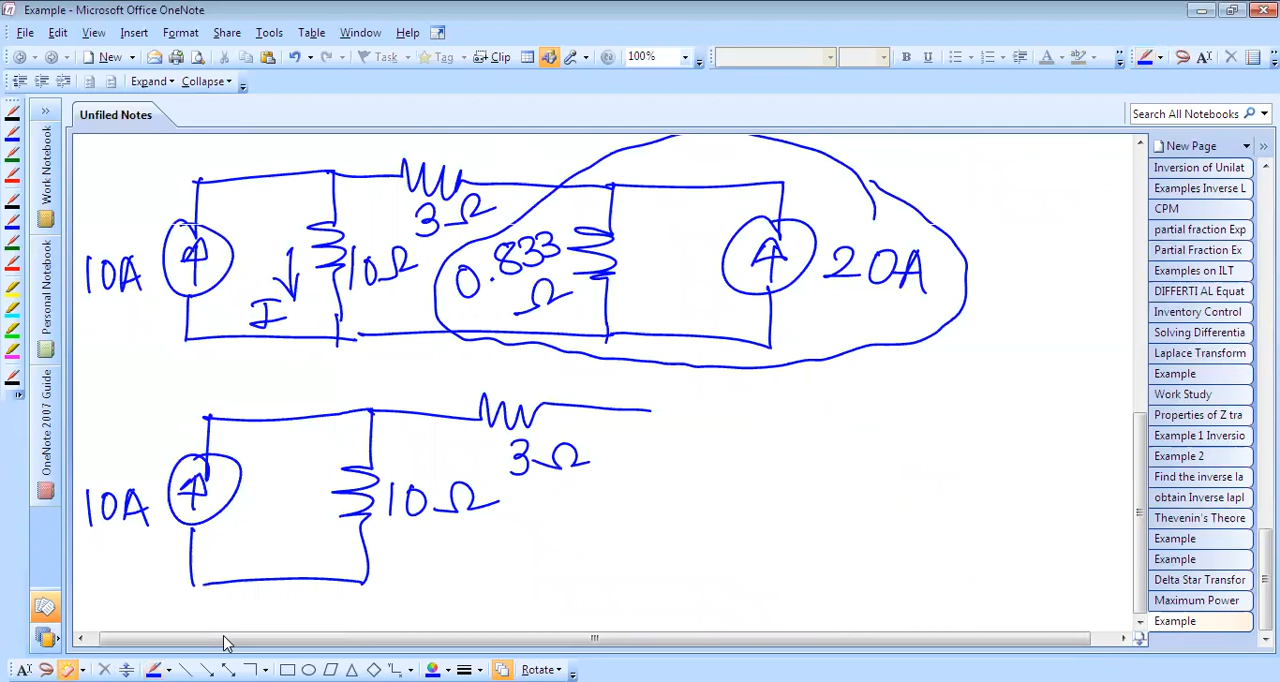 Example - Microsoft Office OneNote
File Edit View Insert Format Share Tools Table Window Help
New Task Tag Clip 100% B U A
Expand Collapse
Unfiled Notes
Search All Notebooks
New Page
Inversion of Unilat
Examples Inverse L
CPM
partial fraction Exp
Partial Fraction Ex
Examples on ILT
DIFFERTI AL Equat
Inventory Control
Solving Differentia
Laplace Transform
Example
Work Study
Properties of Z tra
Example 1 Inversio
Example 2
Find the inverse la
obtain Inverse lapl
Thevenin's Theore
Example
Example
Delta Star Transfor
Maximum Power
Example
Work Notebook
Personal Notebook
OneNote 2007 Guide
3Ω
10A
I
10Ω
0.833
Ω
20A
3Ω
10A
10Ω
Rotate